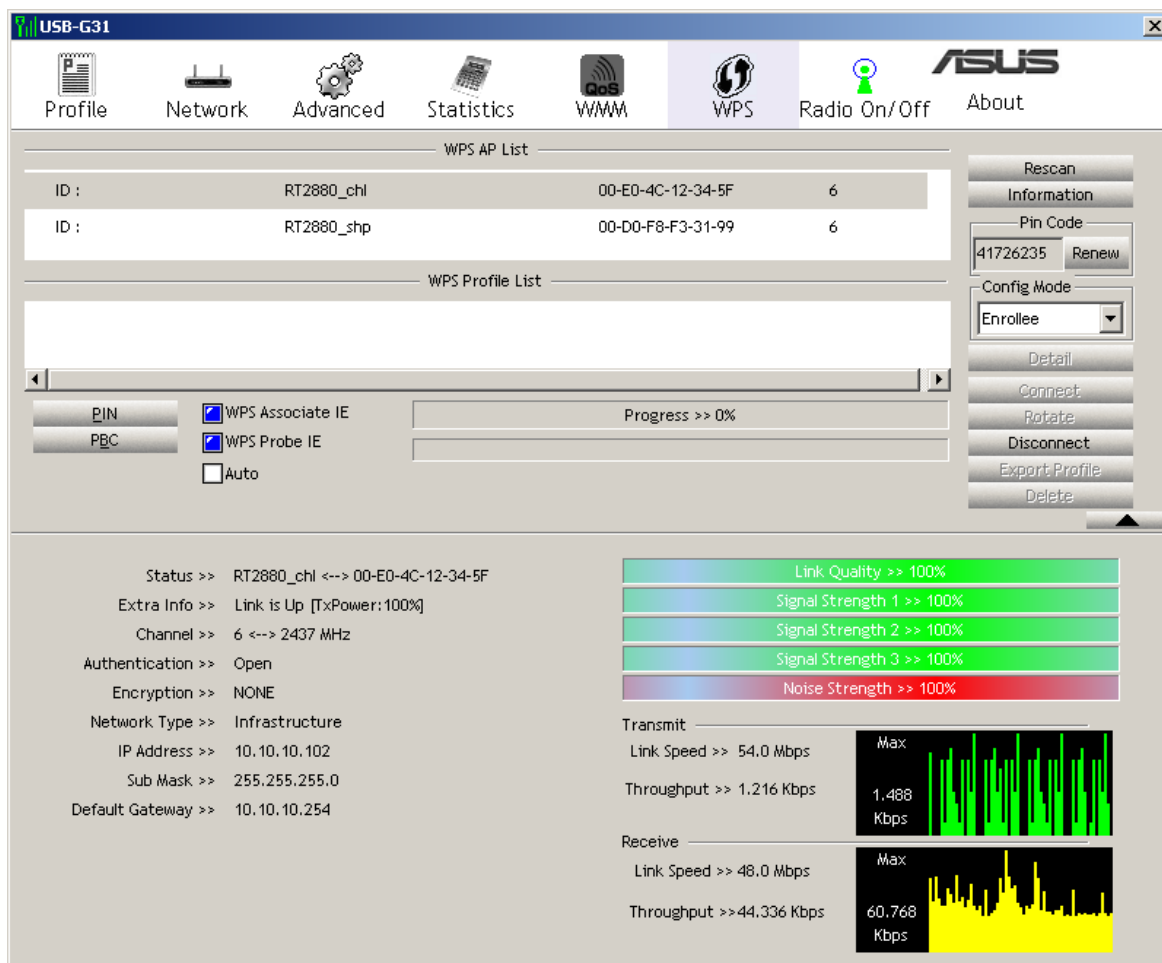 USB-G31
Profile Network Advanced Statistics QoS WMM WPS Radio On/Off ASUS About
WPS AP List
ID : RT2880_chl 00-E0-4C-12-34-5F 6
ID : RT2880_shp 00-D0-F8-F3-31-99 6
Rescan
Information
Pin Code
41726235 Renew
WPS Profile List
Config Mode
Enrollee
Detail
Connect
Rotate
Disconnect
Export Profile
Delete
PIN
PBC
WPS Associate IE
WPS Probe IE
Auto
Progress >> 0%
Status >> RT2880_chl <--> 00-E0-4C-12-34-5F
Extra Info >> Link is Up [TxPower:100%]
Channel >> 6 <--> 2437 MHz
Authentication >> Open
Encryption >> NONE
Network Type >> Infrastructure
IP Address >> 10.10.10.102
Sub Mask >> 255.255.255.0
Default Gateway >> 10.10.10.254
Link Quality >> 100%
Signal Strength 1 >> 100%
Signal Strength 2 >> 100%
Signal Strength 3 >> 100%
Noise Strength >> 100%
Transmit
Link Speed >> 54.0 Mbps
Throughput >> 1.216 Kbps
Max
1.488
Kbps
Receive
Link Speed >> 48.0 Mbps
Throughput >>44.336 Kbps
Max
60.768
Kbps